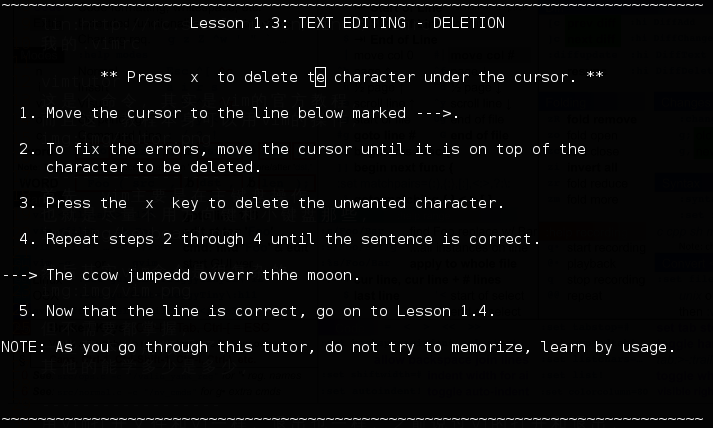 ~~~~~~~~~~~~~~~~~~~~~~~~~~~~~~~~~~~~~~~~~~~~~~~~~~~~~~~~~~~~~~~~~~~~~~~~~~~~~~
Lesson 1.3: TEXT EDITING - DELETION
** Press x to delete te character under the cursor. **
1. Move the cursor to the line below marked --->.
2. To fix the errors, move the cursor until it is on top of the
character to be deleted.
3. Press the x key to delete the unwanted character.
4. Repeat steps 2 through 4 until the sentence is correct.
---> The ccow jumpedd ovverr thhe mooon.
5. Now that the line is correct, go on to Lesson 1.4.
NOTE: As you go through this tutor, do not try to memorize, learn by usage.
~~~~~~~~~~~~~~~~~~~~~~~~~~~~~~~~~~~~~~~~~~~~~~~~~~~~~~~~~~~~~~~~~~~~~~~~~~~~~~